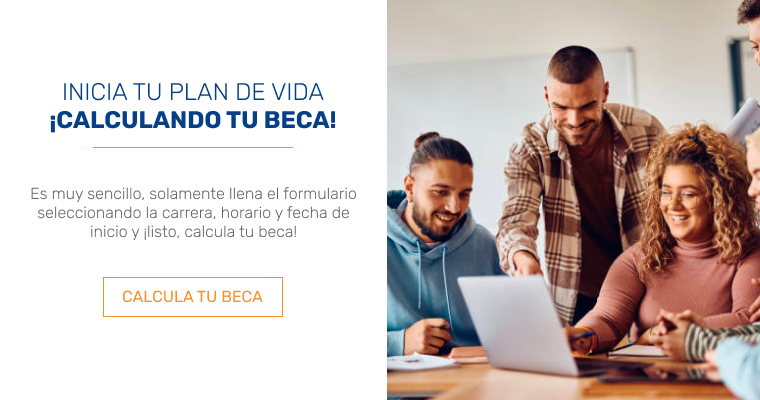 INICIA TU PLAN DE VIDA
¡CALCULANDO TU BECA!
Es muy sencillo, solamente llena el formulario
seleccionando la carrera, horario y fecha de
inicio y ¡listo, calcula tu beca!
CALCULA TU BECA